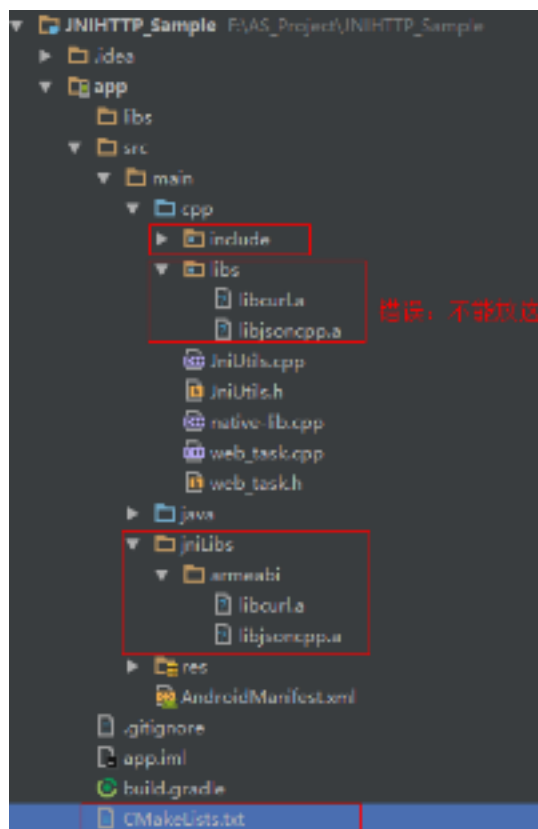 JNIHTTP_Sample F:\AS_Project\JNIHTTP_Sample
.idea
app
libs
src
main
cpp
include
libs
libcurl.a
libjsoncpp.a
错误：不能放这
JniUtils.cpp
JniUtils.h
native-lib.cpp
web_task.cpp
web_task.h
java
jniLibs
armeabi
libcurl.a
libjsoncpp.a
res
AndroidManifest.xml
.gitignore
app.iml
build.gradle
CMakeLists.txt